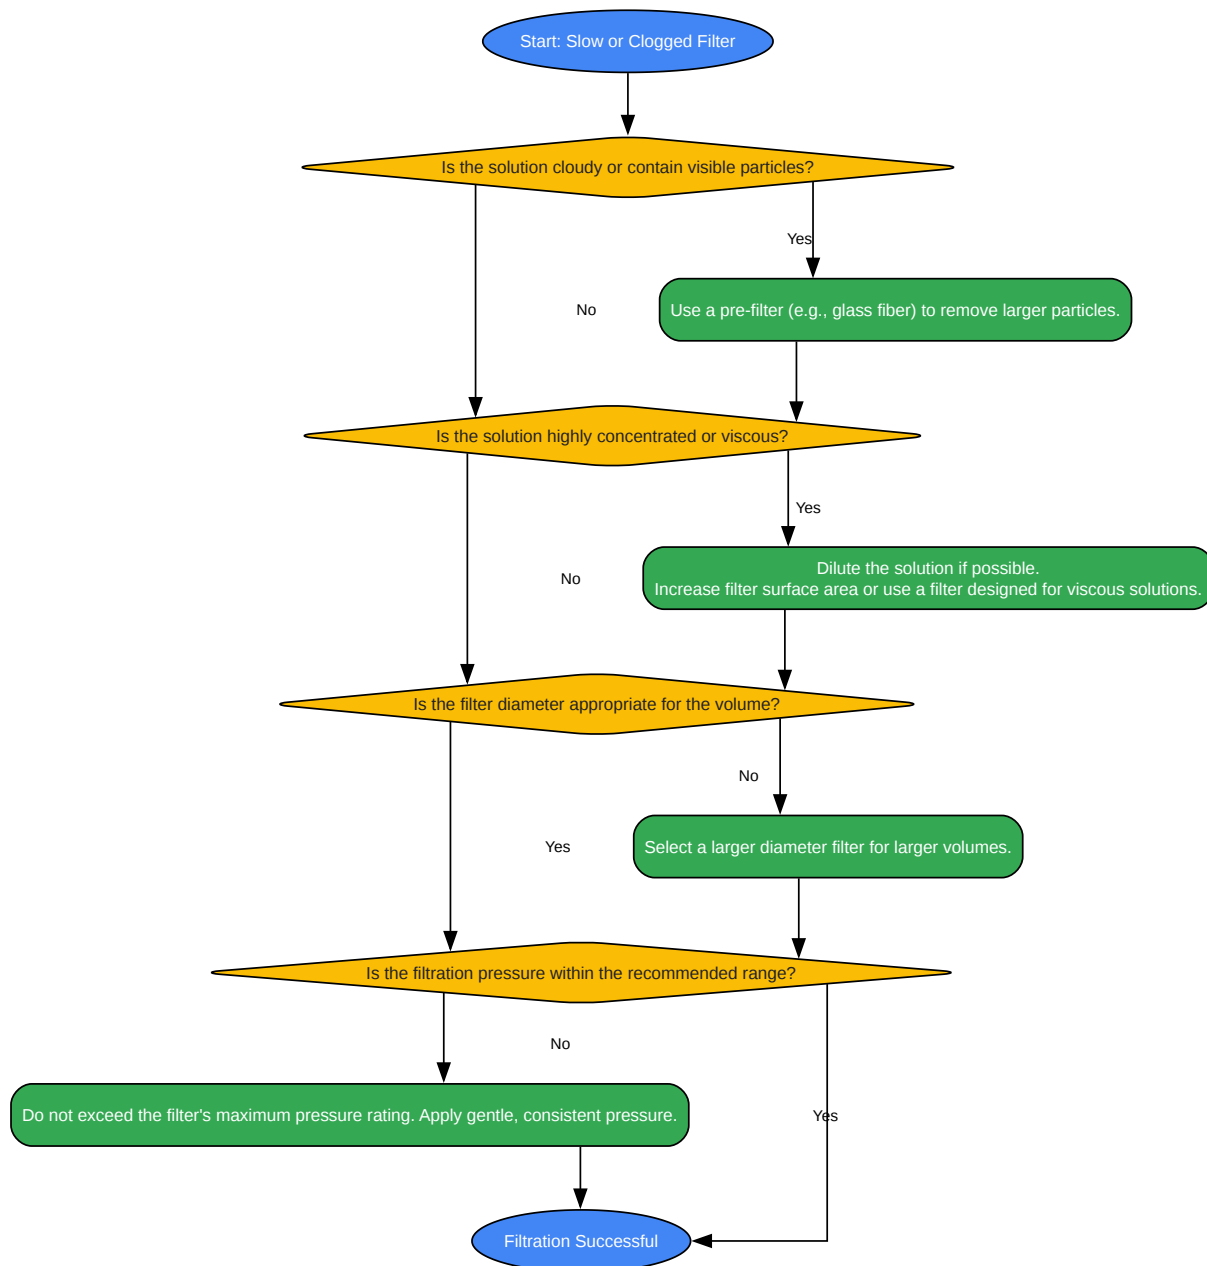 Start: Slow or Clogged Filter
Is the solution cloudy or contain visible particles?
Yes
No
Use a pre-filter (e.g., glass fiber) to remove larger particles.
Is the solution highly concentrated or viscous?
Yes
No
Dilute the solution if possible.
Increase filter surface area or use a filter designed for viscous solutions.
Is the filter diameter appropriate for the volume?
No
Yes
Select a larger diameter filter for larger volumes.
Is the filtration pressure within the recommended range?
No
Do not exceed the filter's maximum pressure rating. Apply gentle, consistent pressure.
Yes
Filtration Successful